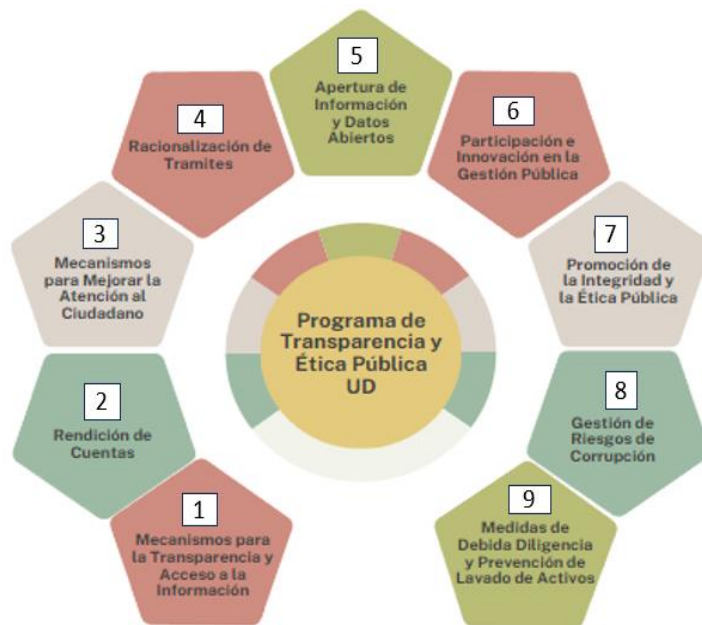 5
Apertura de
Información
y Datos
Abiertos
4
Racionalización de
Tramites
6
Participación e
Innovación en la
Gestión Pública
3
Mecanismos
para Mejorar la
Atención al
Ciudadano
7
Promoción de
la Integridad y
la Ética Pública
Programa de
Transparencia y
Ética Pública
UD
2
Rendición de
Cuentas
8
Gestión de
Riesgos de
Corrupción
1
Mecanismos para
la Transparencia y
Acceso a la
Información
9
Medidas de
Debida Diligencia
y Prevención de
Lavado de Activos